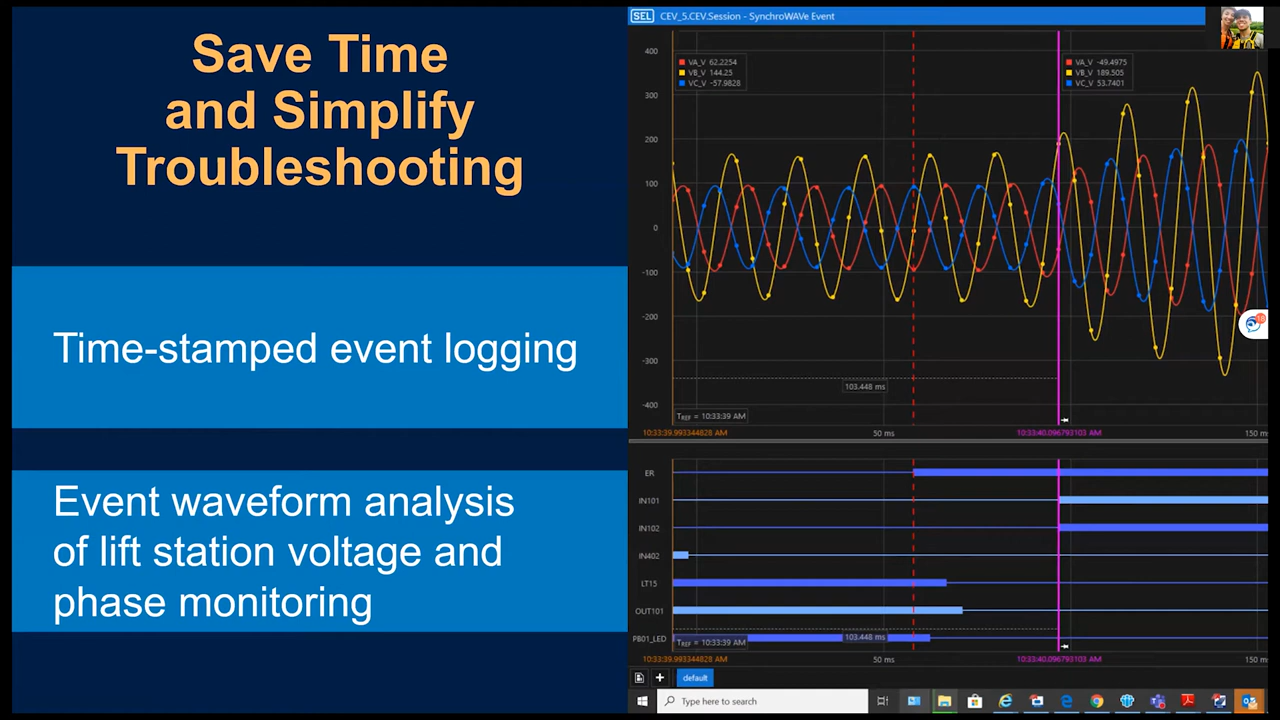 Save Time
and Simplify
Troubleshooting
Time-stamped event logging
Event waveform analysis
of lift station voltage and
phase monitoring
SEL CEV_5.CEV.Session - SynchroWAVe Event
400
300
200
100
0
-100
-200
-300
-400
VA_V 62.2254
VB_V 144.25
VC_V -57.9828
VA_V -49.4975
VB_V 189.505
VC_V 53.7401
18
103.448 ms
TREF = 10:33:39 AM
10:33:39.993344828 AM 50 ms 10:33:40.096793103 AM 150 ms
ER
IN101
IN102
IN402
LT15
OUT101
PB01_LED
TREF = 10:33:39 AM 103.448 ms
10:33:39.993344828 AM 50 ms 10:33:40.096793103 AM 150 ms
default
Type here to search